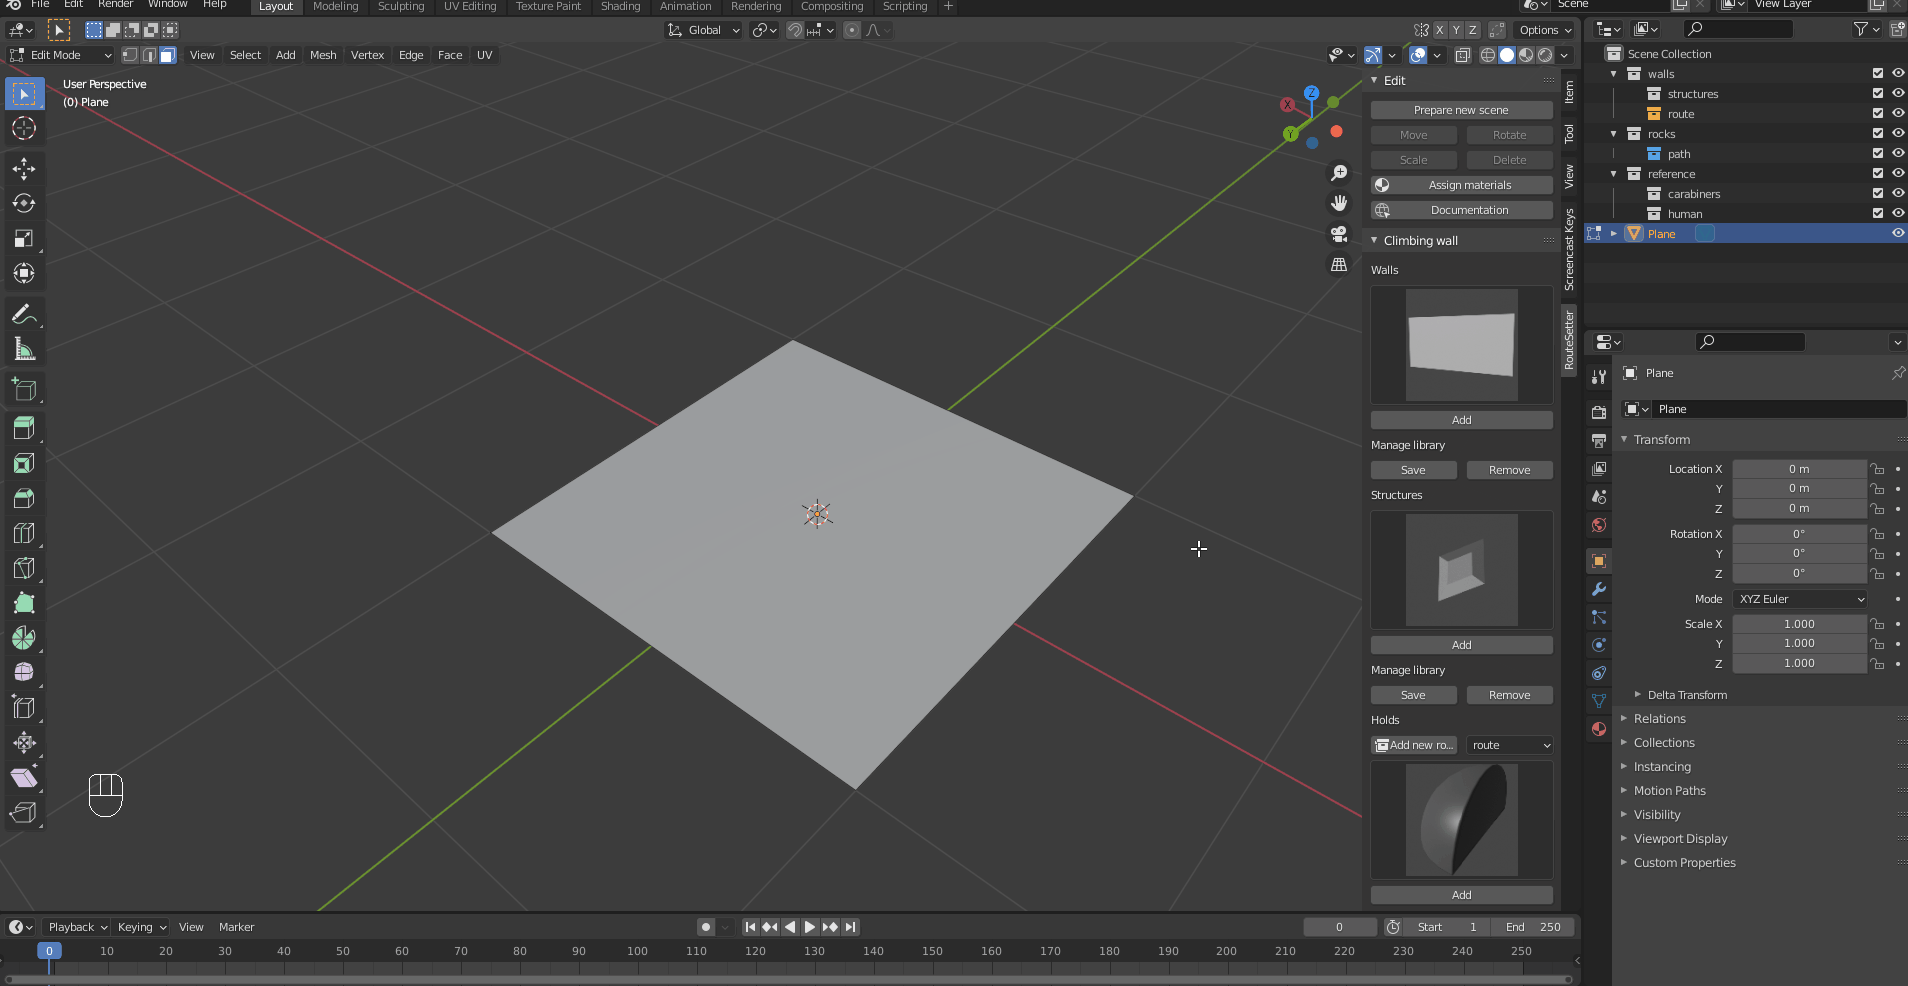 File Edit Render Window Help Layout Modeling Sculpting UV Editing Texture Paint Shading Animation Rendering Compositing Scripting + Scene View Layer
Global X Y Z Options
Edit Mode View Select Add Mesh Vertex Edge Face UV
User Perspective
(0) Plane
X Y Z
Edit
Prepare new scene
Move Rotate
Scale Delete
Assign materials
Documentation
Climbing wall
Walls
Add
Manage library
Save Remove
Structures
Add
Manage library
Save Remove
Holds
Add new ro... route
Add
Item
Tool
View
Screencast Keys
RouteSetter
Scene Collection
walls
structures
route
rocks
path
reference
carabiners
human
Plane
Plane
Plane
Transform
Location X 0 m
Y 0 m
Z 0 m
Rotation X 0°
Y 0°
Z 0°
Mode XYZ Euler
Scale X 1.000
Y 1.000
Z 1.000
Delta Transform
Relations
Collections
Instancing
Motion Paths
Visibility
Viewport Display
Custom Properties
Playback Keying View Marker 0 Start 1 End 250
0 10 20 30 40 50 60 70 80 90 100 110 120 130 140 150 160 170 180 190 200 210 220 230 240 250